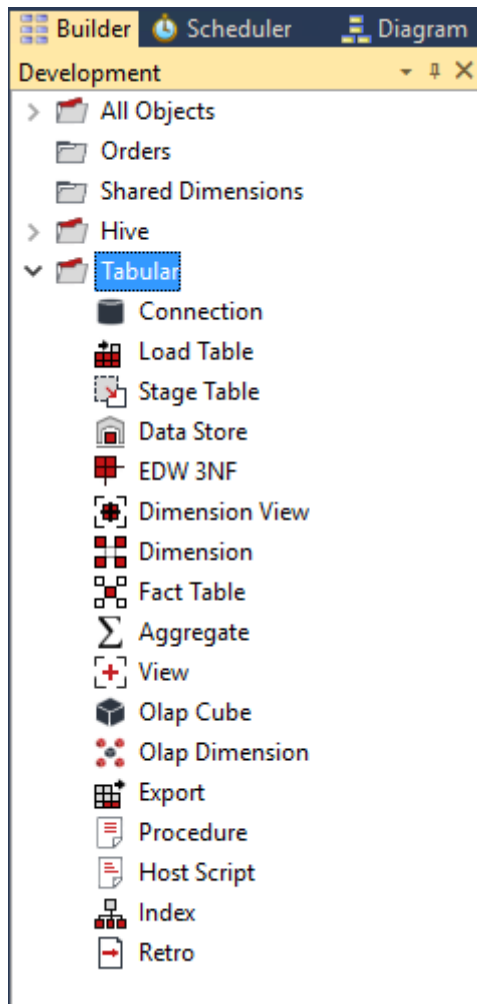 Builder Scheduler Diagram
Development
All Objects
Orders
Shared Dimensions
Hive
Tabular
Connection
Load Table
Stage Table
Data Store
EDW 3NF
Dimension View
Dimension
Fact Table
Aggregate
View
Olap Cube
Olap Dimension
Export
Procedure
Host Script
Index
Retro